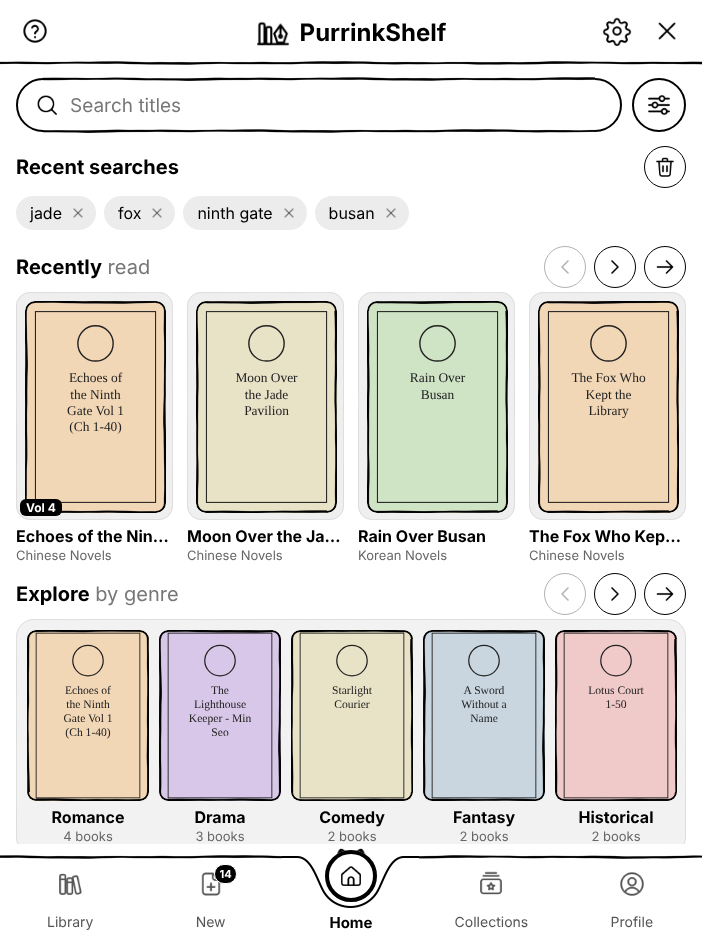 PurrinkShelf
Search titles
Recent searches
jade
fox
ninth gate
busan
Recently read
Echoes of
the Ninth
Gate Vol 1
(Ch 1-40)
Vol 4
Moon Over
the Jade
Pavilion
Rain Over
Busan
The Fox Who
Kept the
Library
Echoes of the Nin...
Chinese Novels
Moon Over the Ja...
Chinese Novels
Rain Over Busan
Korean Novels
The Fox Who Kep...
Chinese Novels
Explore by genre
Echoes of
the Ninth
Gate Vol 1
(Ch 1-40)
The
Lighthouse
Keeper - Min
Seo
Starlight
Courier
A Sword
Without a
Name
Lotus Court
1-50
Romance
4 books
Drama
3 books
Comedy
2 books
Fantasy
2 books
Historical
2 books
Library
14
New
Home
Collections
Profile